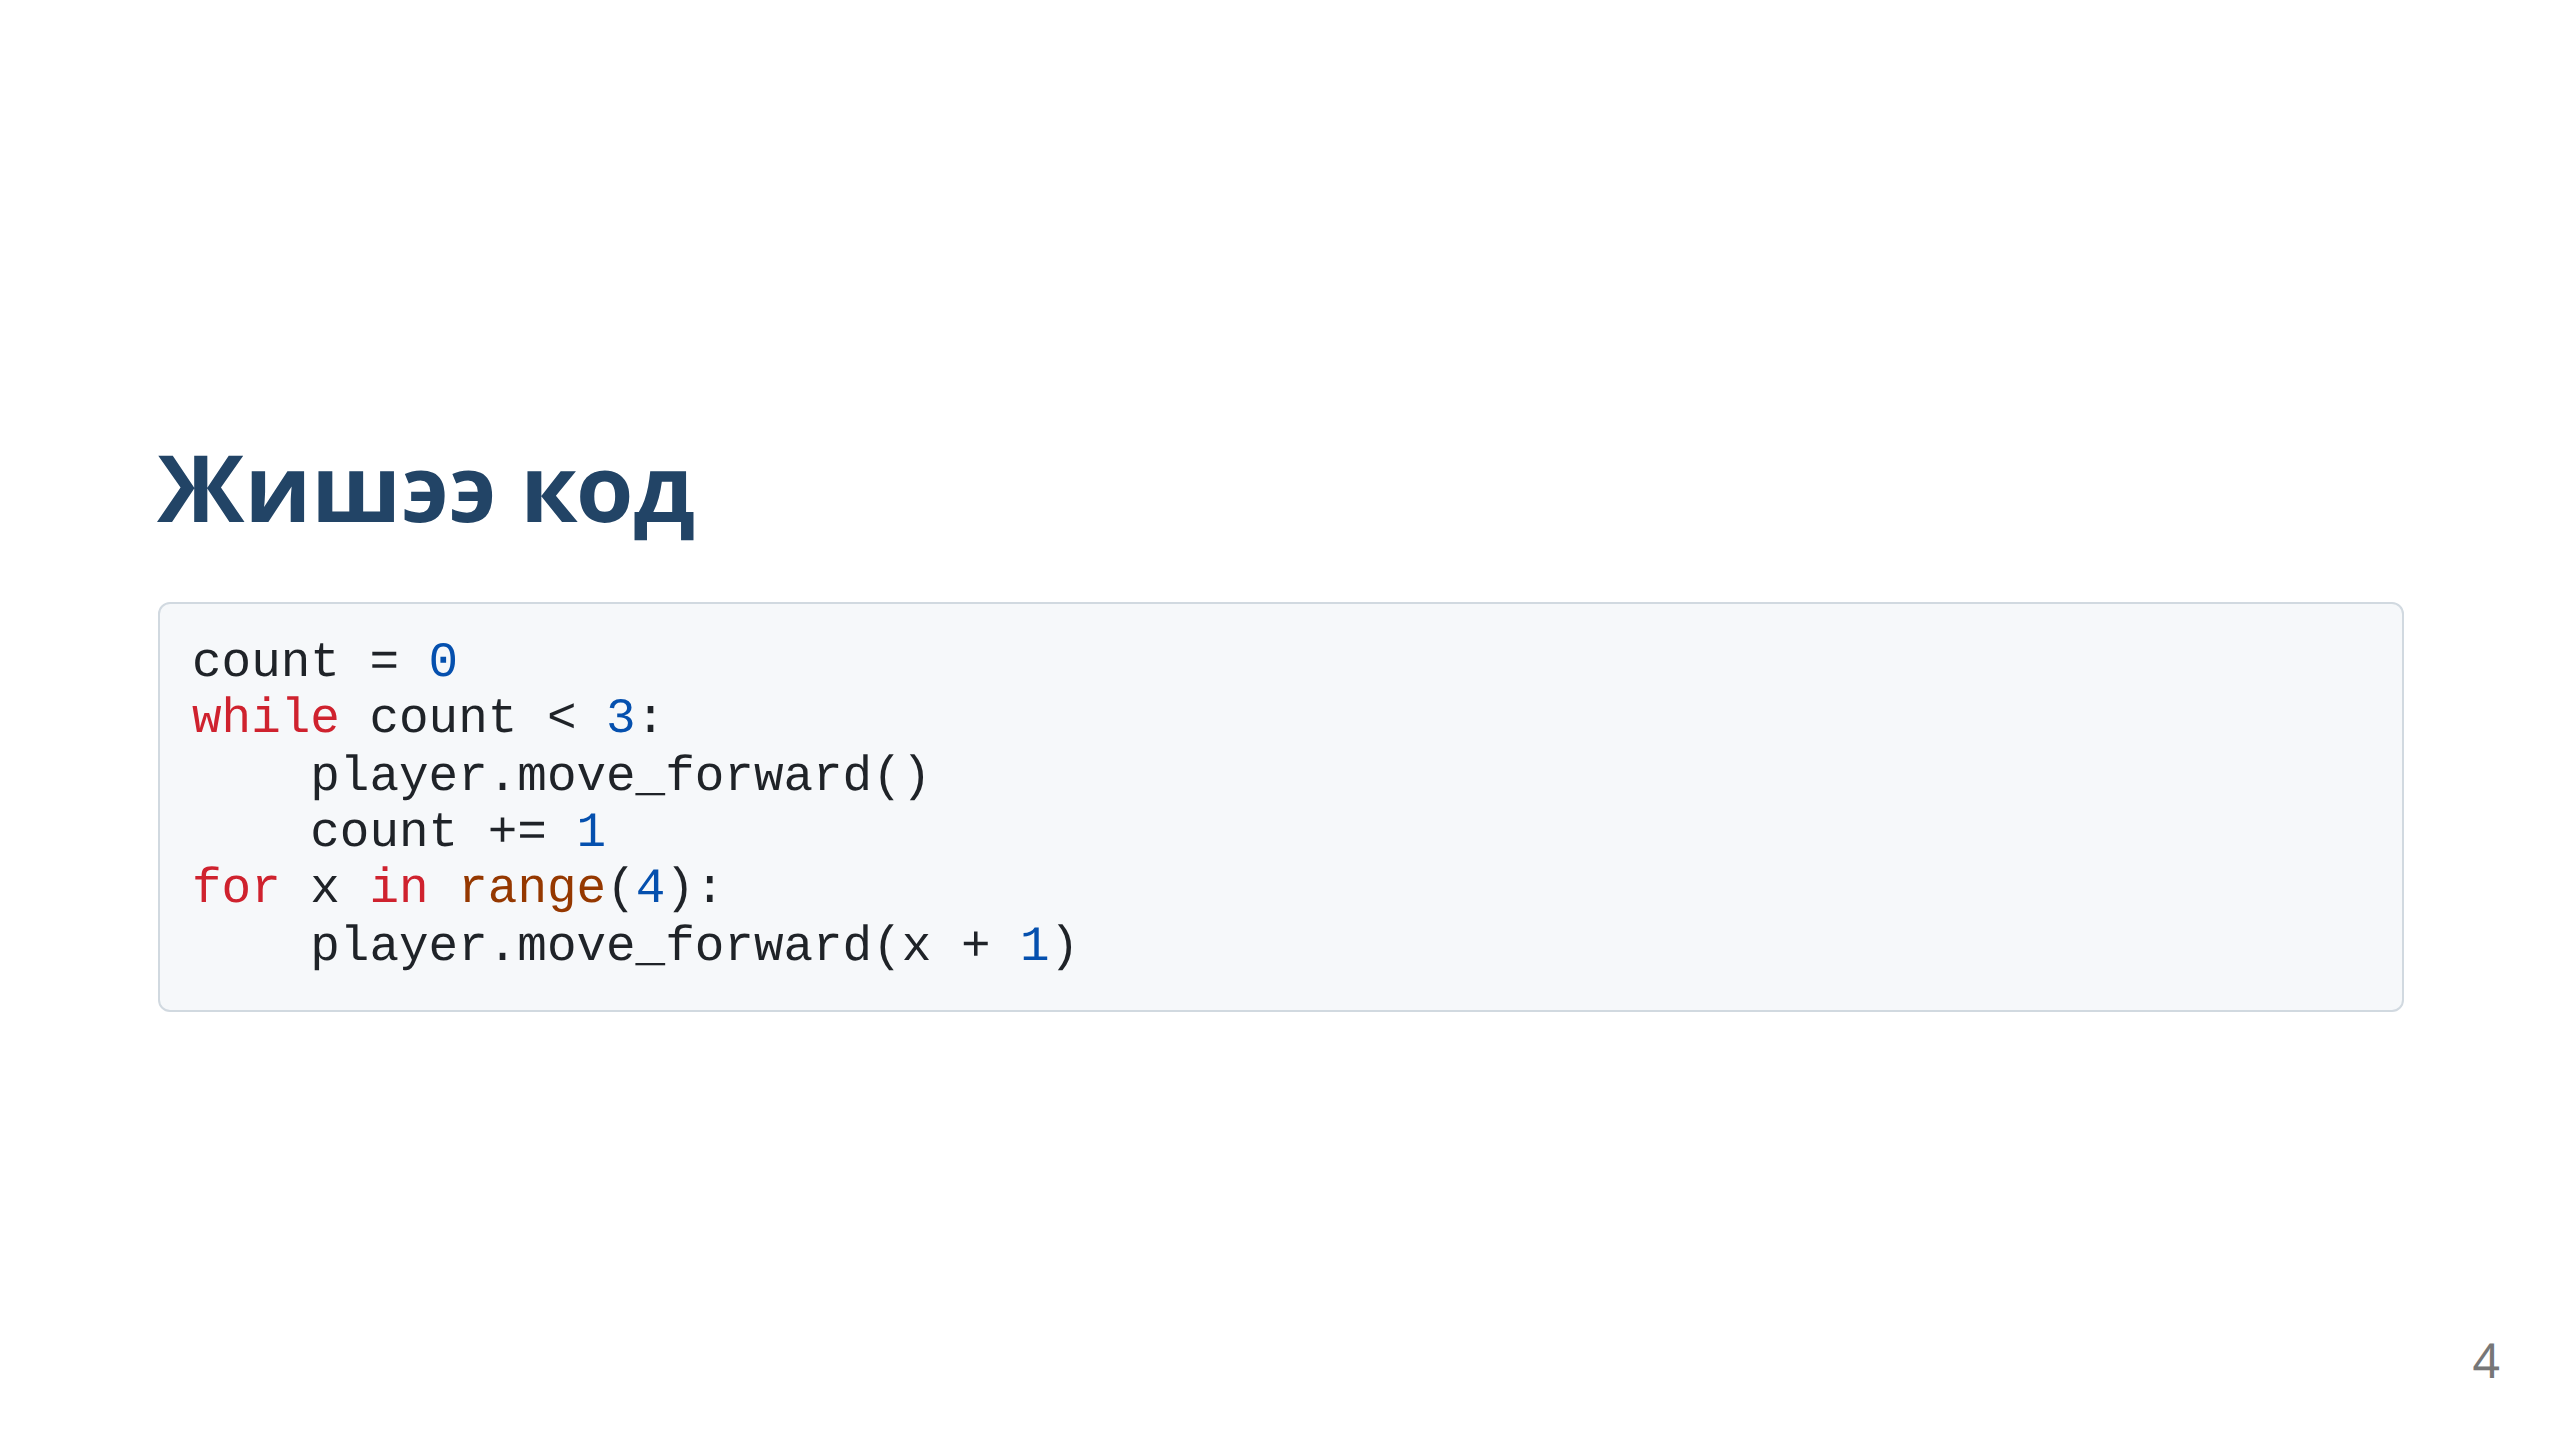 Жишээ код
count = 0
while count < 3:
    player.move_forward()
    count += 1
for x in range(4):
    player.move_forward(x + 1)
4